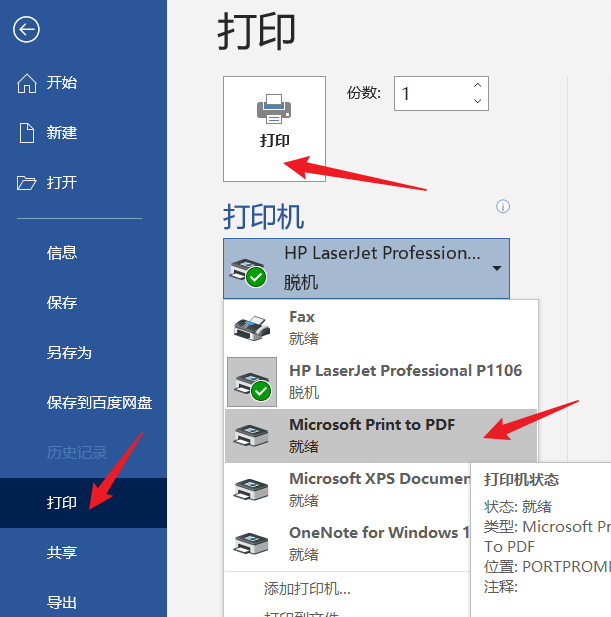 打印
开始
新建
打开
信息
保存
另存为
保存到百度网盘
历史记录
打印
共享
导出
打印
份数:
1
打印机
HP LaserJet Profession...
脱机
Fax
就绪
HP LaserJet Professional P1106
脱机
Microsoft Print to PDF
就绪
Microsoft XPS Documen
就绪
OneNote for Windows 1
就绪
添加打印机...
打印到文件
打印机状态
状态: 就绪
类型: Microsoft Pr
To PDF
位置: PORTPROMP
注释: